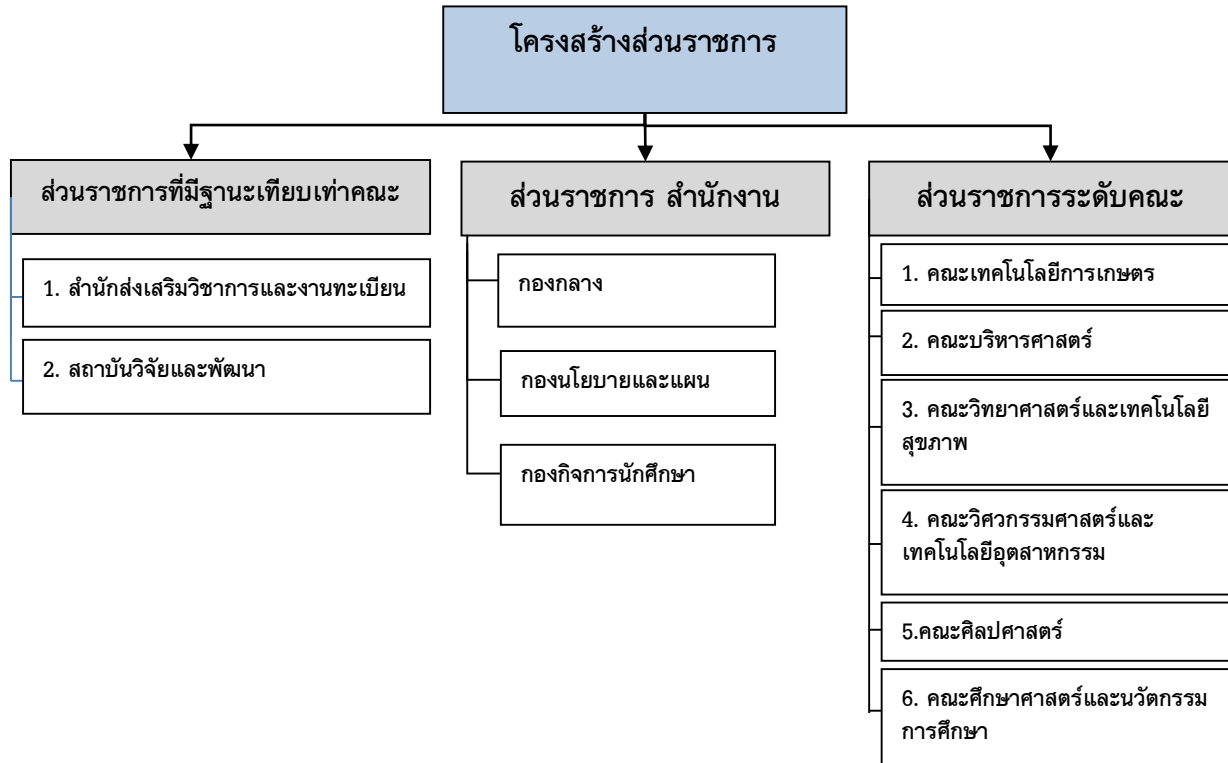 โครงสร้างส่วนราชการ
ส่วนราชการที่มีฐานะเทียบเท่าคณะ
1. สำนักส่งเสริมวิชาการและงานทะเบียน
2. สถาบันวิจัยและพัฒนา
ส่วนราชการ สำนักงาน
กองกลาง
กองนโยบายและแผน
กองกิจการนักศึกษา
ส่วนราชการระดับคณะ
1. คณะเทคโนโลยีการเกษตร
2. คณะบริหารศาสตร์
3. คณะวิทยาศาสตร์และเทคโนโลยี
สุขภาพ
4. คณะวิศวกรรมศาสตร์และ
เทคโนโลยีอุตสาหกรรม
5.คณะศิลปศาสตร์
6. คณะศึกษาศาสตร์และนวัตกรรม
การศึกษา